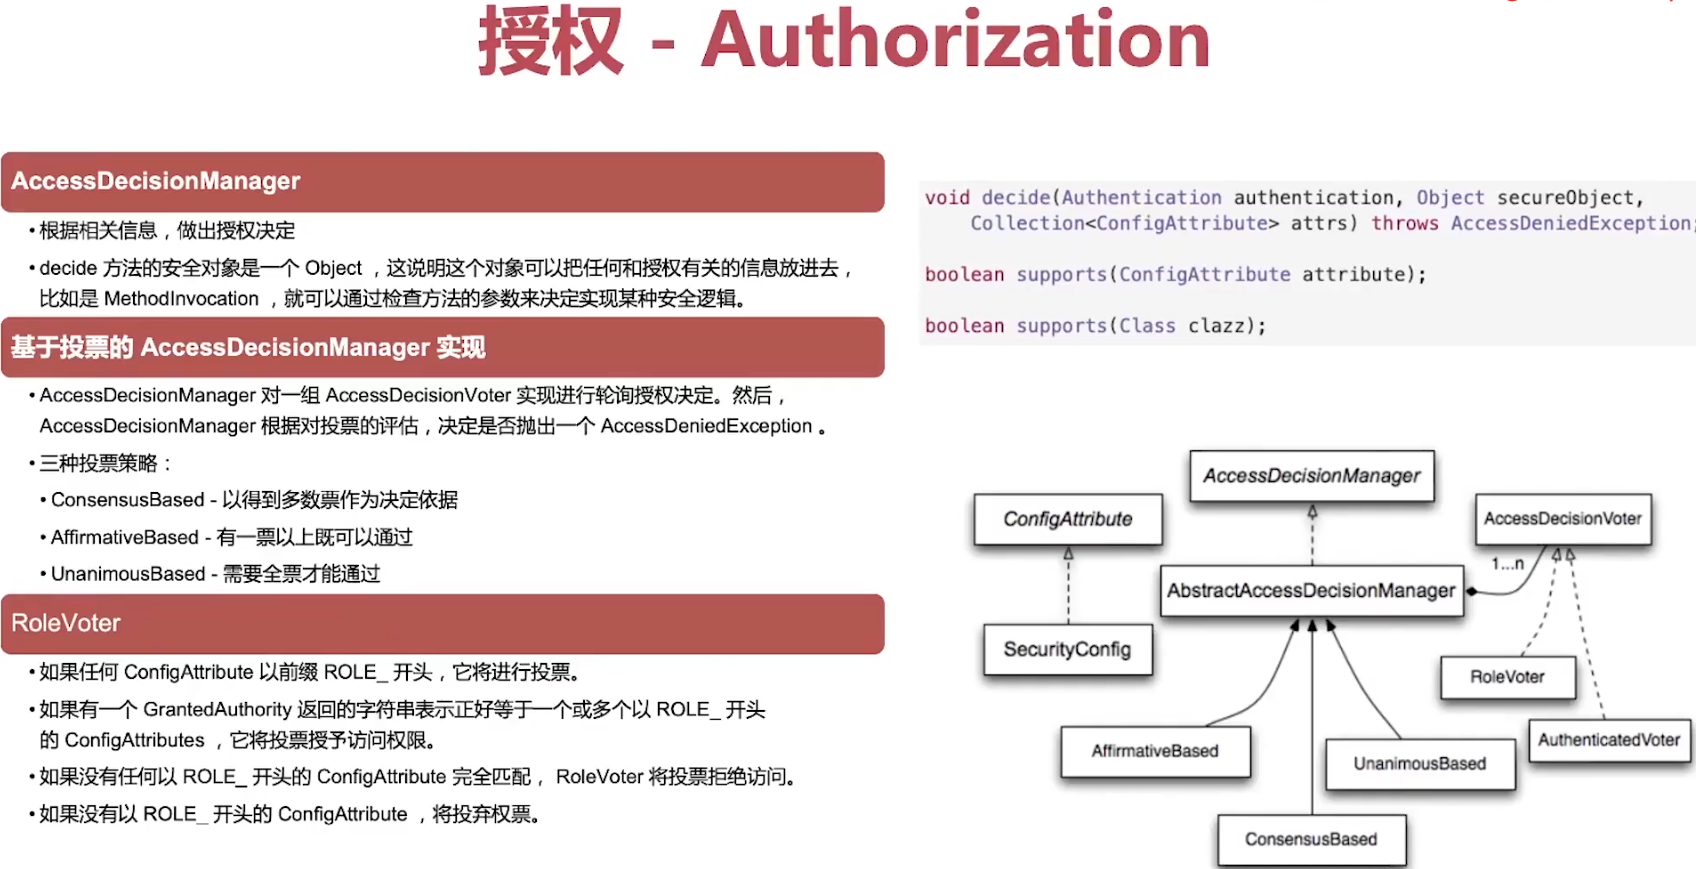 授权 - Authorization
AccessDecisionManager
•根据相关信息，做出授权决定
•decide 方法的安全对象是一个 Object ，这说明这个对象可以把任何和授权有关的信息放进去，
比如是 MethodInvocation ，就可以通过检查方法的参数来决定实现某种安全逻辑。
基于投票的 AccessDecisionManager 实现
•AccessDecisionManager 对一组 AccessDecisionVoter 实现进行轮询授权决定。然后，
AccessDecisionManager 根据对投票的评估，决定是否抛出一个 AccessDeniedException 。
•三种投票策略：
•ConsensusBased - 以得到多数票作为决定依据
•AffirmativeBased - 有一票以上既可以通过
•UnanimousBased - 需要全票才能通过
RoleVoter
•如果任何 ConfigAttribute 以前缀 ROLE_ 开头，它将进行投票。
•如果有一个 GrantedAuthority 返回的字符串表示正好等于一个或多个以 ROLE_ 开头
的 ConfigAttributes ，它将投票授予访问权限。
•如果没有任何以 ROLE_ 开头的 ConfigAttribute 完全匹配， RoleVoter 将投票拒绝访问。
•如果没有以 ROLE_ 开头的 ConfigAttribute ，将投弃权票。
void decide(Authentication authentication, Object secureObject,
Collection<ConfigAttribute> attrs) throws AccessDeniedException;
boolean supports(ConfigAttribute attribute);
boolean supports(Class clazz);
AccessDecisionManager
ConfigAttribute
AccessDecisionVoter
1...n
AbstractAccessDecisionManager
SecurityConfig
RoleVoter
AffirmativeBased
UnanimousBased
AuthenticatedVoter
ConsensusBased